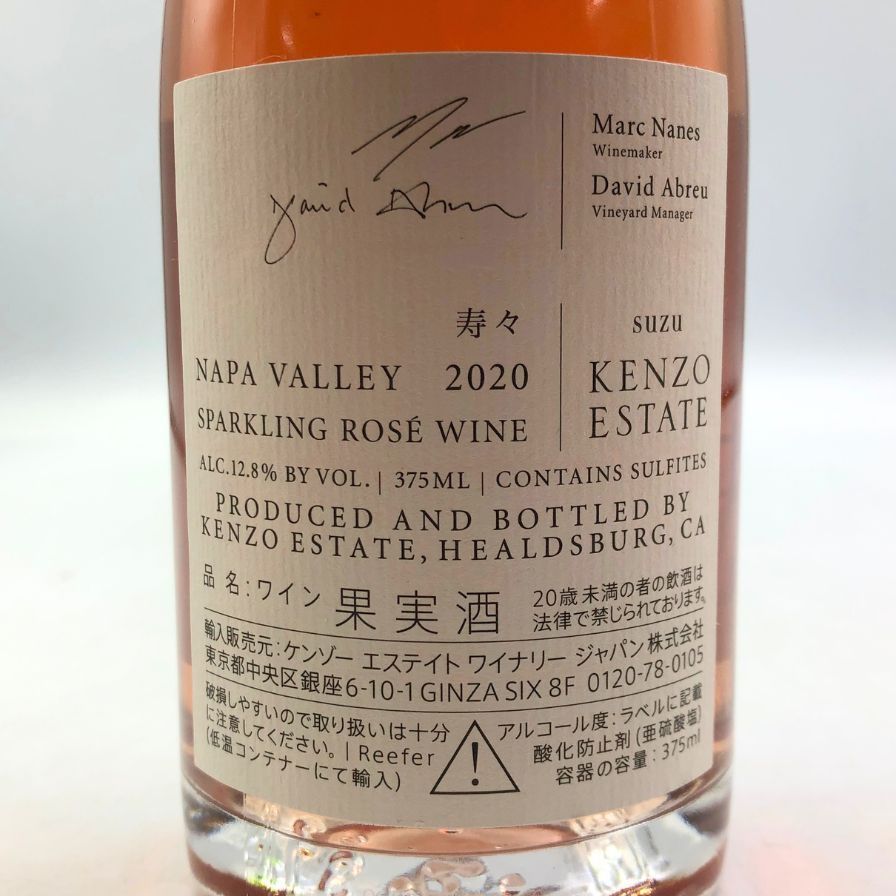 David Abreu
Marc Nanes
Winemaker
David Abreu
Vineyard Manager
寿々
NAPA VALLEY 2020
SPARKLING ROSÉ WINE
suzu
KENZO
ESTATE
ALC.12.8% BY VOL. | 375ML | CONTAINS SULFITES
PRODUCED AND BOTTLED BY
KENZO ESTATE, HEALDSBURG, CA
品名:ワイン 果実酒
20歳未満の者の飲酒は
法律で禁じられております。
輸入販売元:ケンゾー エステイト ワイナリー ジャパン株式会社
東京都中央区銀座6-10-1 GINZA SIX 8F 0120-78-0105
破損しやすいので取り扱いは十分
に注意してください。| Reefer
(低温コンテナーにて輸入)
!
アルコール度:ラベルに記載
酸化防止剤(亜硫酸塩)
容器の容量:375ml